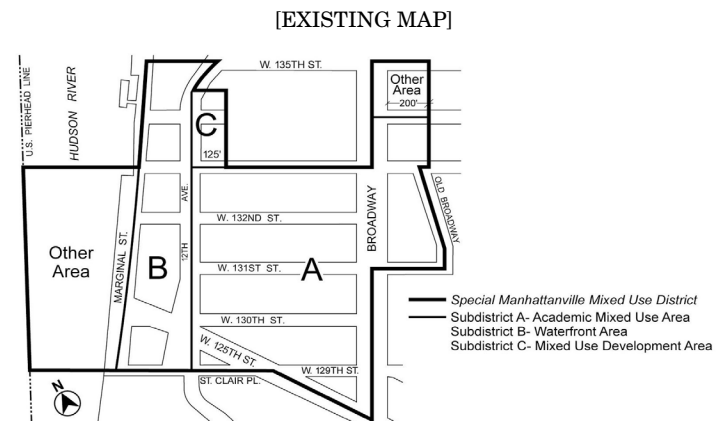 [EXISTING MAP]
W. 135TH ST.
U.S. PIERHEAD LINE
HUDSON RIVER
Other
Area
200'
C
125'
AVE.
12TH
W. 132ND ST.
BROADWAY
OLD BROADWAY
Other
Area
MARGINAL ST.
B
W. 131ST ST.
A
W. 130TH ST.
W. 125TH ST.
W. 129TH ST.
ST. CLAIR PL.
N
Special Manhattanville Mixed Use District
Subdistrict A- Academic Mixed Use Area
Subdistrict B- Waterfront Area
Subdistrict C- Mixed Use Development Area